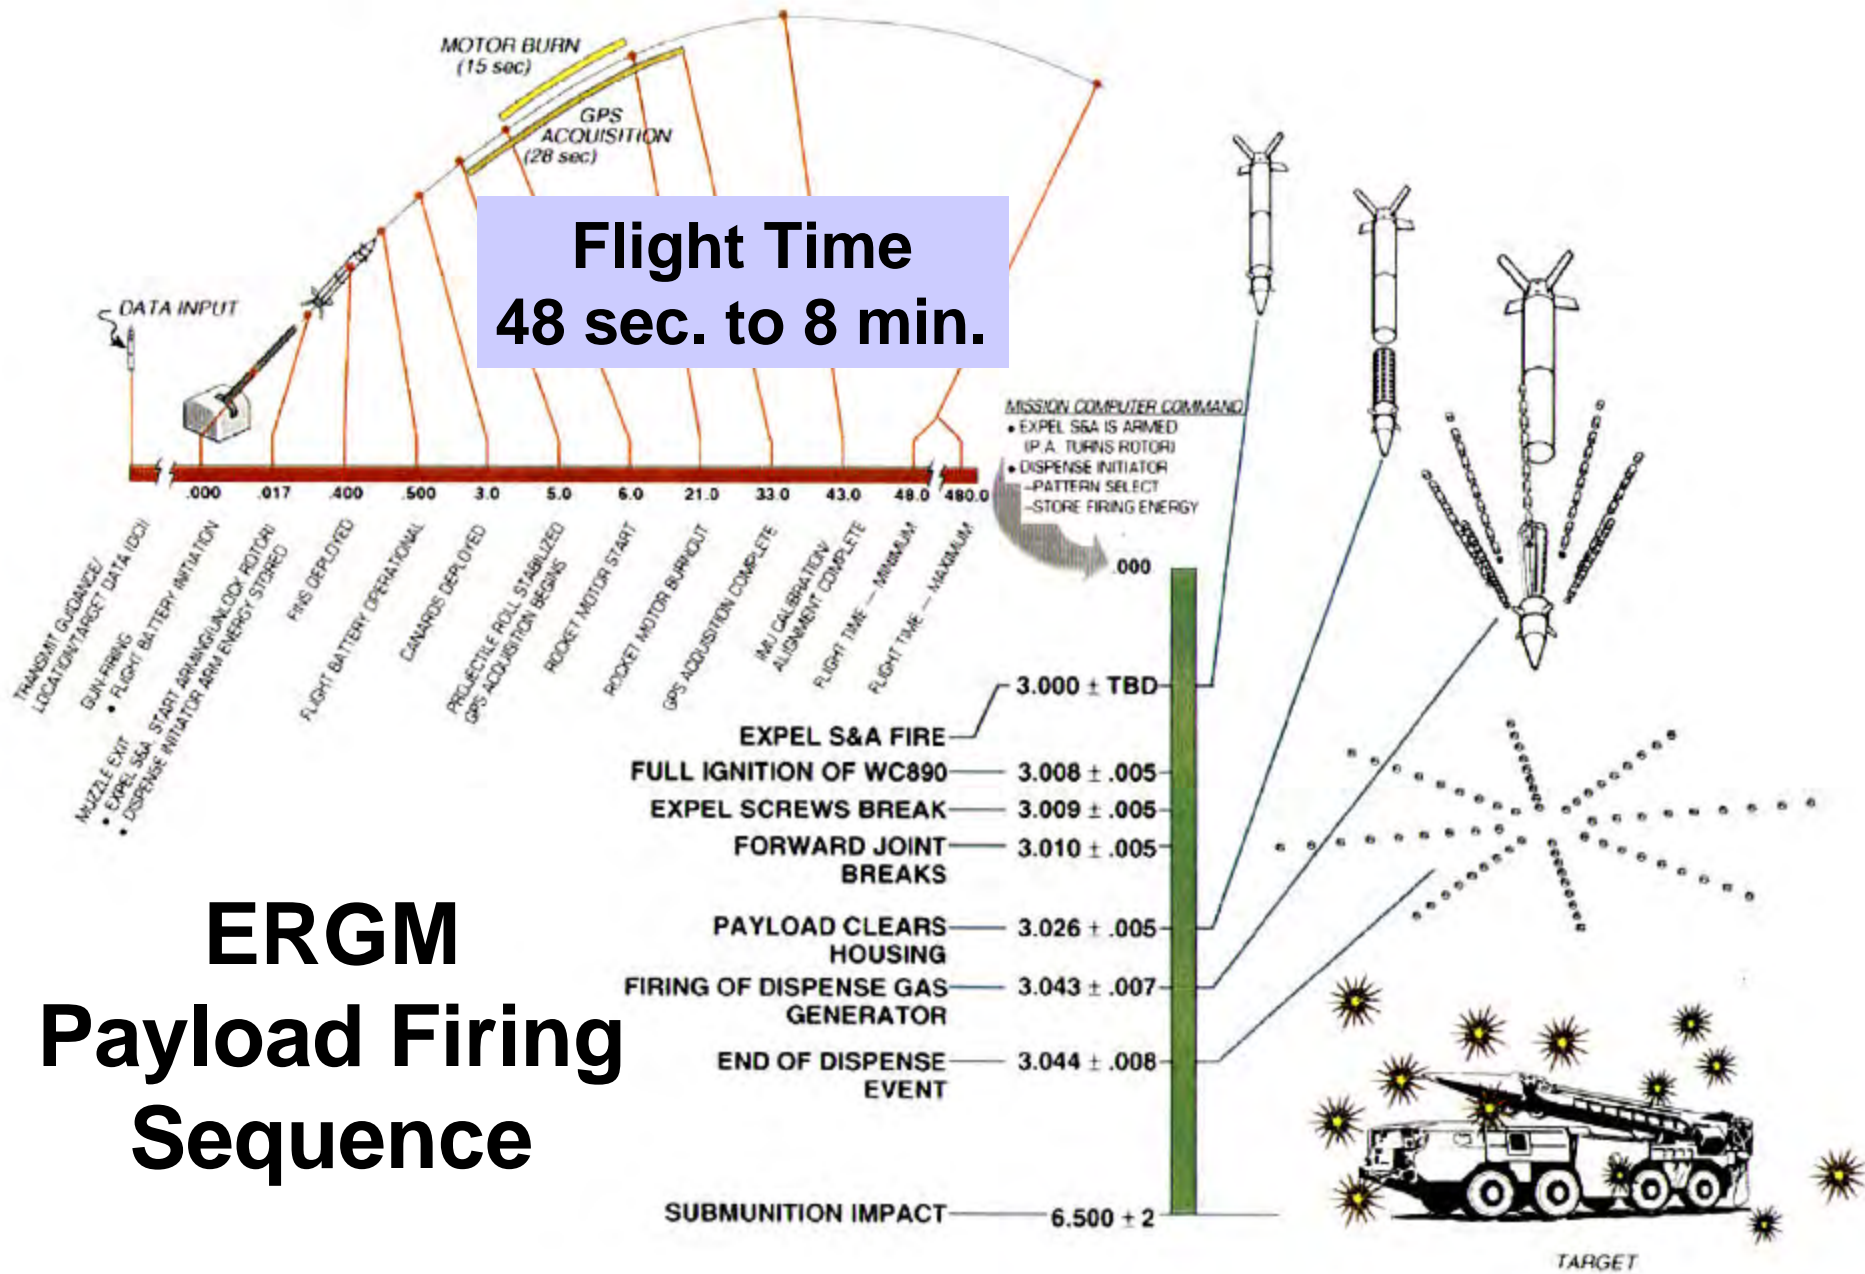 MOTOR BURN
(15 sec)
GPS
ACQUISITION
(28 sec)
Flight Time
48 sec. to 8 min.
DATA INPUT
.000
.017
.400
.500
3.0
5.0
6.0
21.0
33.0
43.0
48.0
480.0
TRANSMIT GUIDANCE/
LOCATION/TARGET DATA (DCI)
GUN-FIRING
• FLIGHT BATTERY INITIATION
MUZZLE EXIT
• EXPEL S&A, START ARMING(UNLOCK ROTOR)
• DISPENSE INITIATOR ARM ENERGY STORED
FINS DEPLOYED
FLIGHT BATTERY OPERATIONAL
CANARDS DEPLOYED
PROJECTILE ROLL STABILIZED
GPS ACQUISITION BEGINS
ROCKET MOTOR START
ROCKET MOTOR BURNOUT
GPS ACQUISITION COMPLETE
IMU CALIBRATION/
ALIGNMENT COMPLETE
FLIGHT TIME — MINIMUM
FLIGHT TIME — MAXIMUM
MISSION COMPUTER COMMAND
• EXPEL S&A IS ARMED
(P.A. TURNS ROTOR)
• DISPENSE INITIATOR
–PATTERN SELECT
–STORE FIRING ENERGY
.000
3.000 ± TBD
EXPEL S&A FIRE
FULL IGNITION OF WC890 3.008 ± .005
EXPEL SCREWS BREAK 3.009 ± .005
FORWARD JOINT 3.010 ± .005
BREAKS
PAYLOAD CLEARS 3.026 ± .005
HOUSING
FIRING OF DISPENSE GAS 3.043 ± .007
GENERATOR
END OF DISPENSE 3.044 ± .008
EVENT
SUBMUNITION IMPACT 6.500 ± 2
ERGM
Payload Firing
Sequence
TARGET